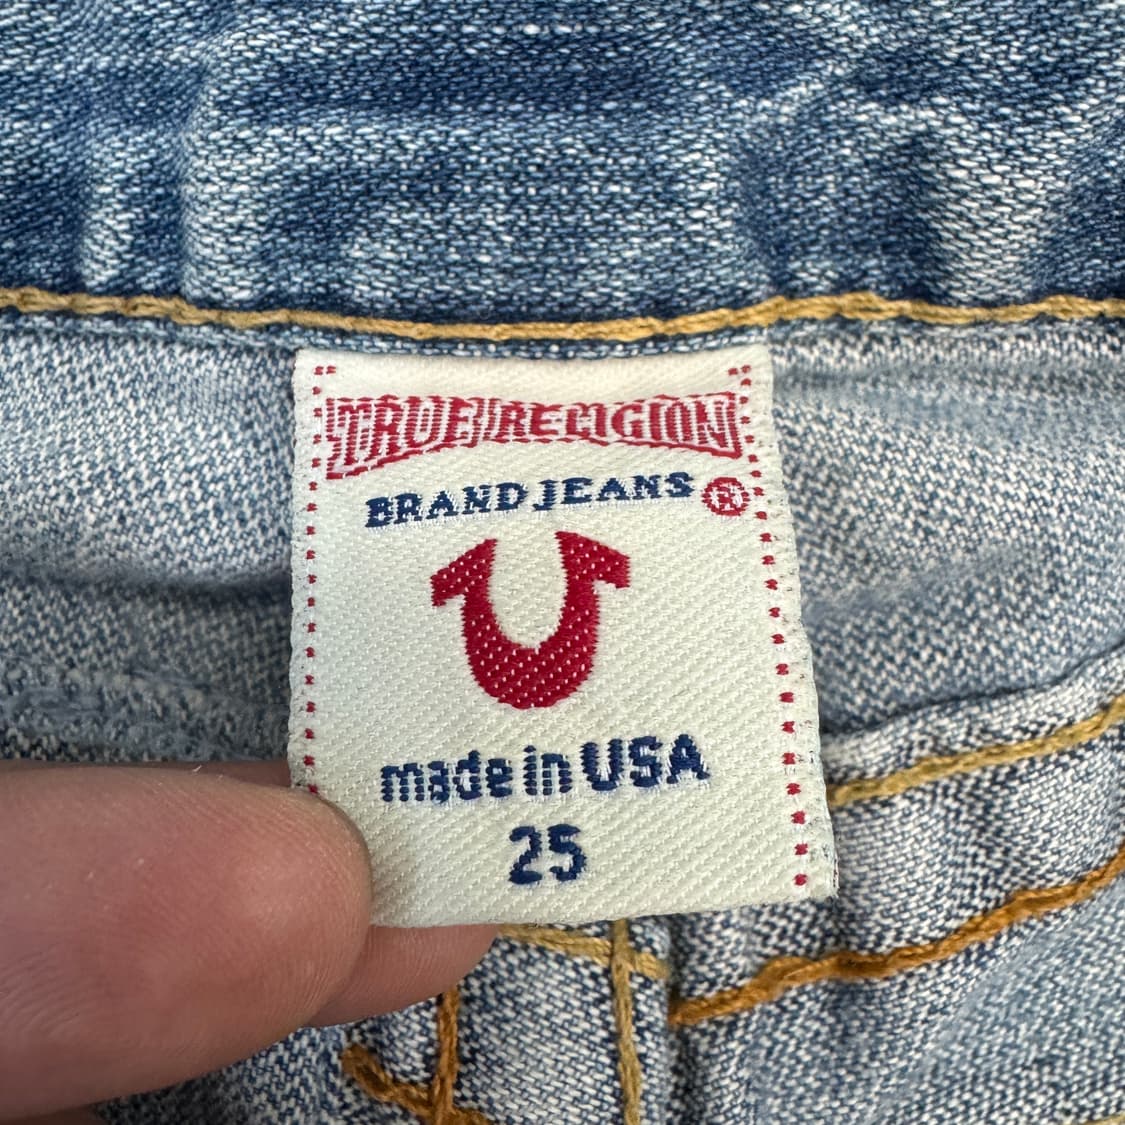 TRUE RELIGION
BRAND JEANS ®
made in USA
25